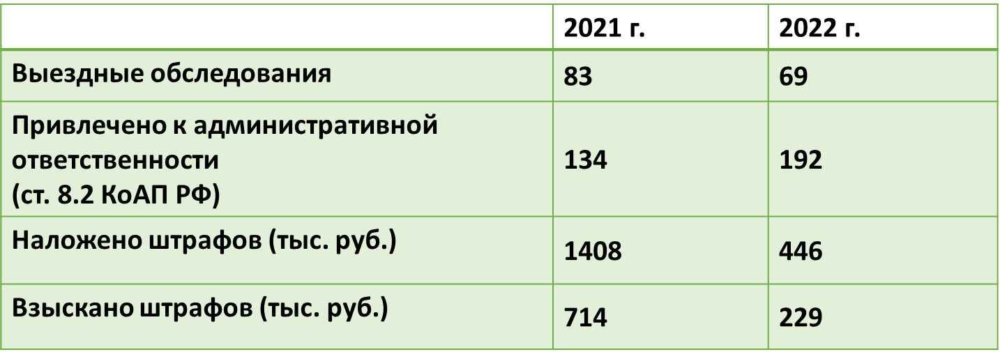 2021 г. 2022 г.
Выездные обследования 83 69
Привлечено к административной
ответственности 134 192
(ст. 8.2 КоАП РФ)
Наложено штрафов (тыс. руб.) 1408 446
Взыскано штрафов (тыс. руб.) 714 229